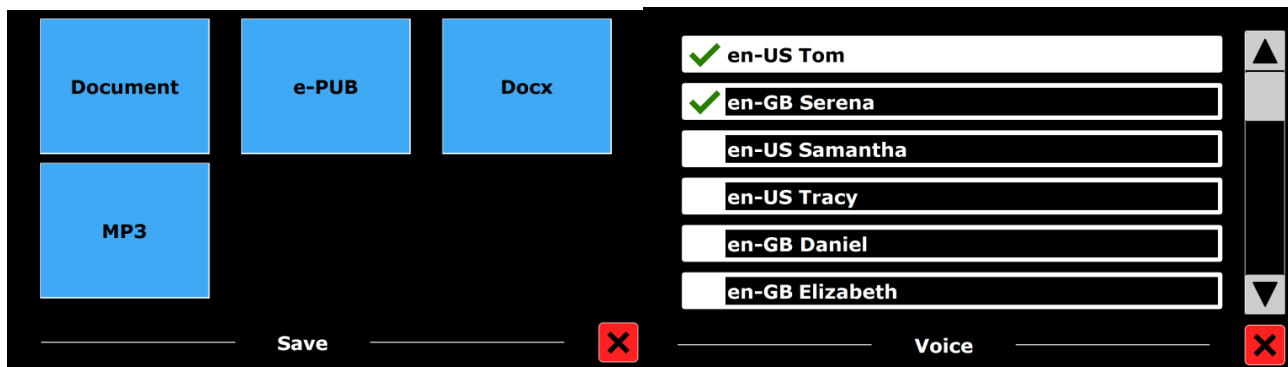 Document
e-PUB
Docx
MP3
Save
en-US Tom
en-GB Serena
en-US Samantha
en-US Tracy
en-GB Daniel
en-GB Elizabeth
Voice